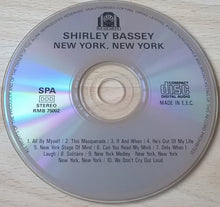 SHIRLEY BASSEY
NEW YORK, NEW YORK
SPA
DDD
STEREO
RMB 75002
COMPACT
disc
DIGITAL AUDIO
MADE IN E.E.C.
1. All By Myself / 2. This Masquerade / 3. If And When / 4. He's Out Of My Life
5. New York Stage Of Mind / 6. Can You Read My Mind / 7. Only When I
Laugh / 8. Solitaire / 9. New York Medley: New York, New York
New York, New York / 10. We Don't Cry Out Loud